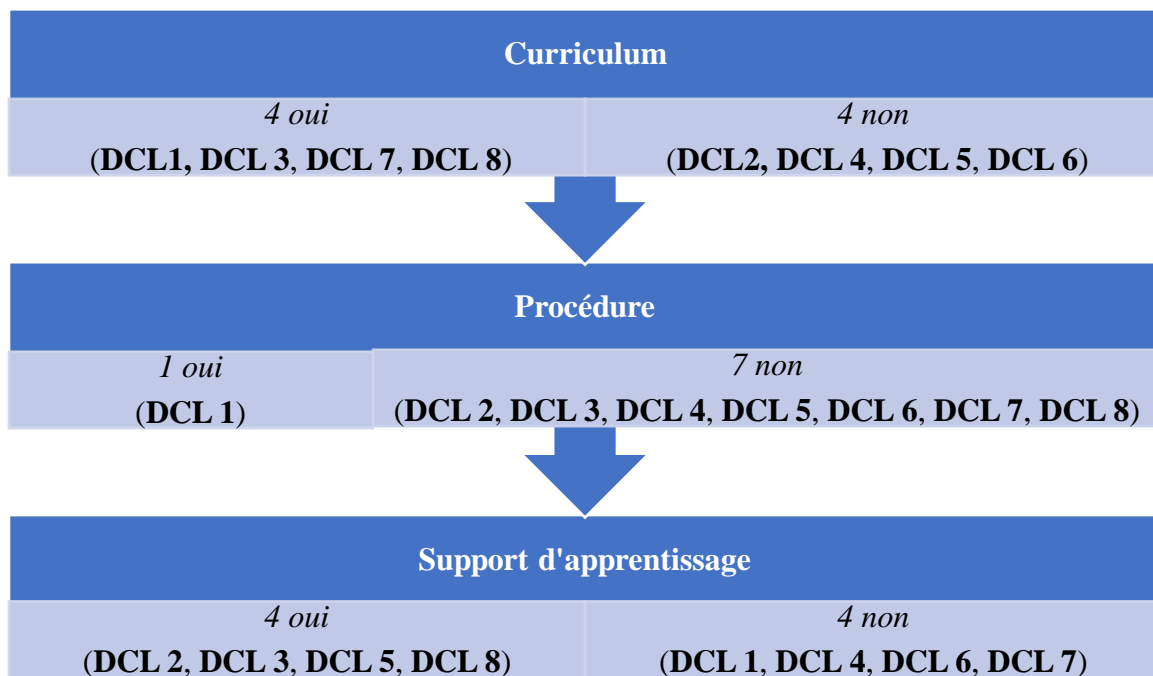 Curriculum
4 oui
(DCL1, DCL 3, DCL 7, DCL 8)
4 non
(DCL2, DCL 4, DCL 5, DCL 6)
Procédure
1 oui
(DCL 1)
7 non
(DCL 2, DCL 3, DCL 4, DCL 5, DCL 6, DCL 7, DCL 8)
Support d'apprentissage
4 oui
(DCL 2, DCL 3, DCL 5, DCL 8)
4 non
(DCL 1, DCL 4, DCL 6, DCL 7)